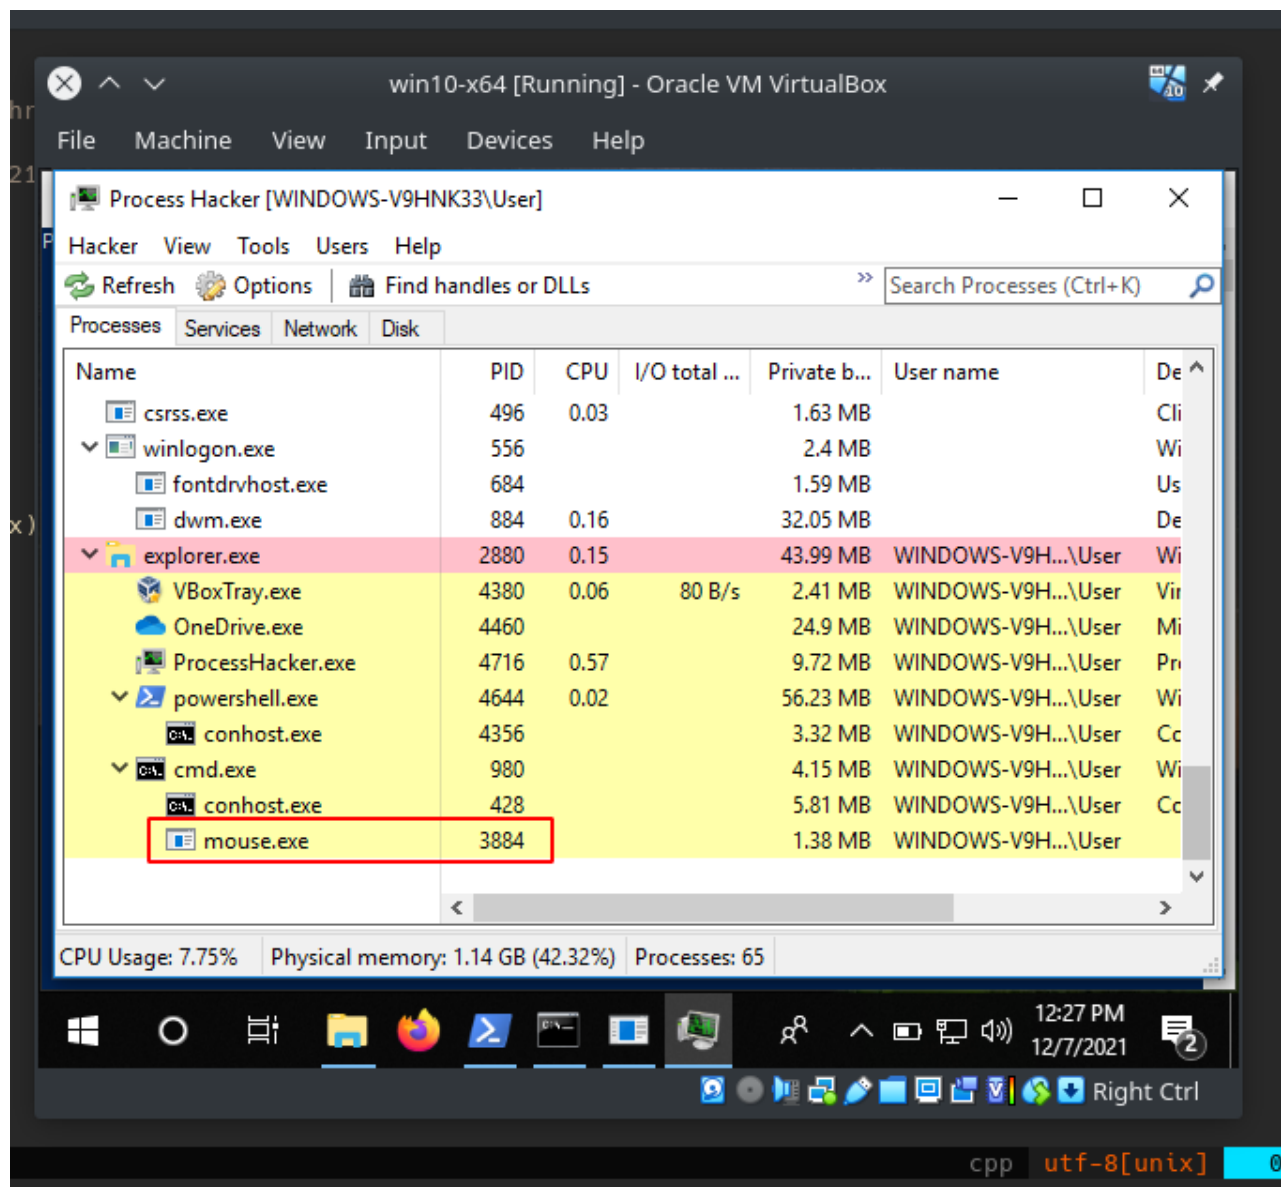 win10-x64 [Running] - Oracle VM VirtualBox
hr
File Machine View Input Devices Help
21
Process Hacker [WINDOWS-V9HNK33\User]
P
Hacker View Tools Users Help
Refresh Options Find handles or DLLs » Search Processes (Ctrl+K)
Processes Services Network Disk
Name PID CPU I/O total ... Private b... User name De
csrss.exe 496 0.03 1.63 MB Cli
winlogon.exe 556 2.4 MB Wi
fontdrvhost.exe 684 1.59 MB Us
x) dwm.exe 884 0.16 32.05 MB De
explorer.exe 2880 0.15 43.99 MB WINDOWS-V9H...\User Wi
VBoxTray.exe 4380 0.06 80 B/s 2.41 MB WINDOWS-V9H...\User Vir
OneDrive.exe 4460 24.9 MB WINDOWS-V9H...\User Mi
ProcessHacker.exe 4716 0.57 9.72 MB WINDOWS-V9H...\User Pr
powershell.exe 4644 0.02 56.23 MB WINDOWS-V9H...\User Wi
conhost.exe 4356 3.32 MB WINDOWS-V9H...\User Cc
cmd.exe 980 4.15 MB WINDOWS-V9H...\User Wi
conhost.exe 428 5.81 MB WINDOWS-V9H...\User Cc
mouse.exe 3884 1.38 MB WINDOWS-V9H...\User
CPU Usage: 7.75% Physical memory: 1.14 GB (42.32%) Processes: 65
12:27 PM
12/7/2021
2
Right Ctrl
cpp utf-8[unix] 0